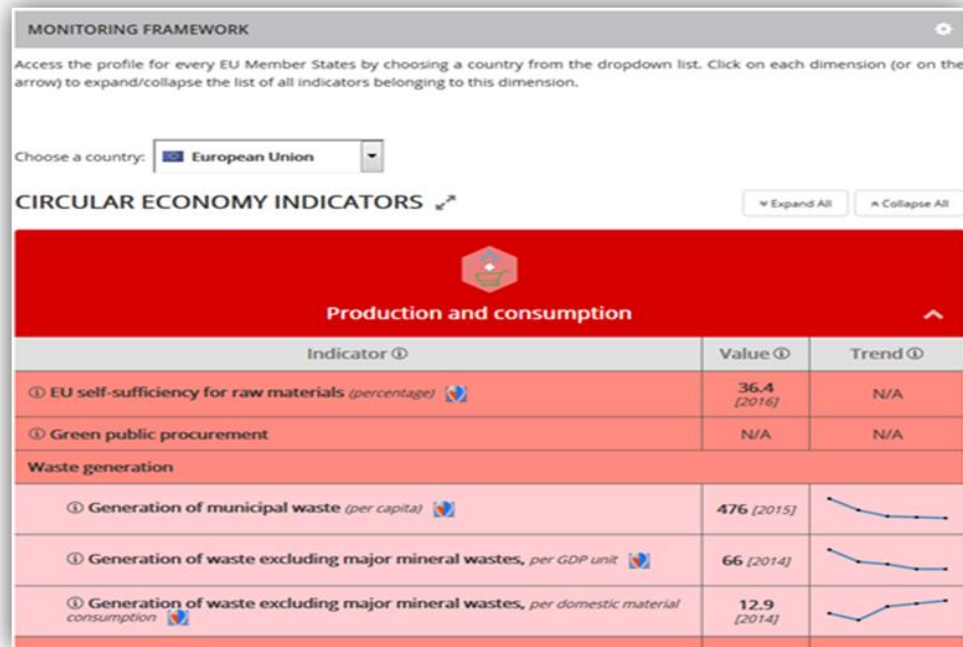 MONITORING FRAMEWORK
Access the profile for every EU Member States by choosing a country from the dropdown list. Click on each dimension (or on the
arrow) to expand/collapse the list of all indicators belonging to this dimension.
Choose a country: European Union
CIRCULAR ECONOMY INDICATORS
Expand All
Collapse All
Production and consumption
Indicator Value Trend
EU self-sufficiency for raw materials (percentage) 36.4 [2016] N/A
Green public procurement N/A N/A
Waste generation
Generation of municipal waste (per capita) 476 [2015]
Generation of waste excluding major mineral wastes, per GDP unit 66 [2014]
Generation of waste excluding major mineral wastes, per domestic material
consumption 12.9 [2014]